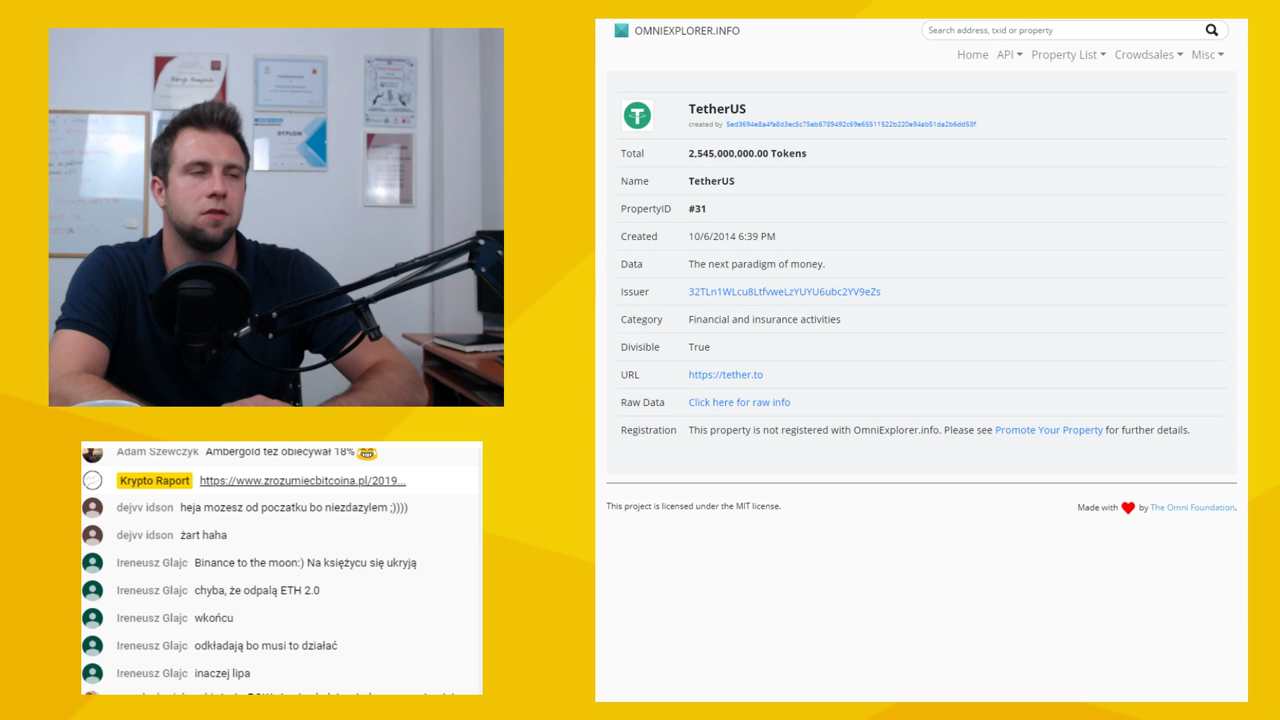 DYPLOM
Adam Szewczyk Ambergold też obiecywał 18%
Krypto Raport https://www.zrozumiecbitcoina.pl/2019...
dejvv idson heja mozesz od poczatku bo niezdazylem ;))))
dejvv idson żart haha
Ireneusz Glajc Binance to the moon:) Na księżycu się ukryją
Ireneusz Glajc chyba, że odpalą ETH 2.0
Ireneusz Glajc wkońcu
Ireneusz Glajc odkładają bo musi to działać
Ireneusz Glajc inaczej lipa
OMNIEXPLORER.INFO
Search address, txid or property
Home API Property List Crowdsales Misc
TetherUS
created by
Total 2,545,000,000.00 Tokens
Name TetherUS
PropertyID #31
Created 10/6/2014 6:39 PM
Data The next paradigm of money.
Issuer 32TLn1WLcu8LtfvweLzYUYU6ubc2YV9eZs
Category Financial and insurance activities
Divisible True
URL https://tether.to
Raw Data Click here for raw info
Registration This property is not registered with OmniExplorer.info. Please see Promote Your Property for further details.
This project is licensed under the MIT license.
Made with by The Omni Foundation.